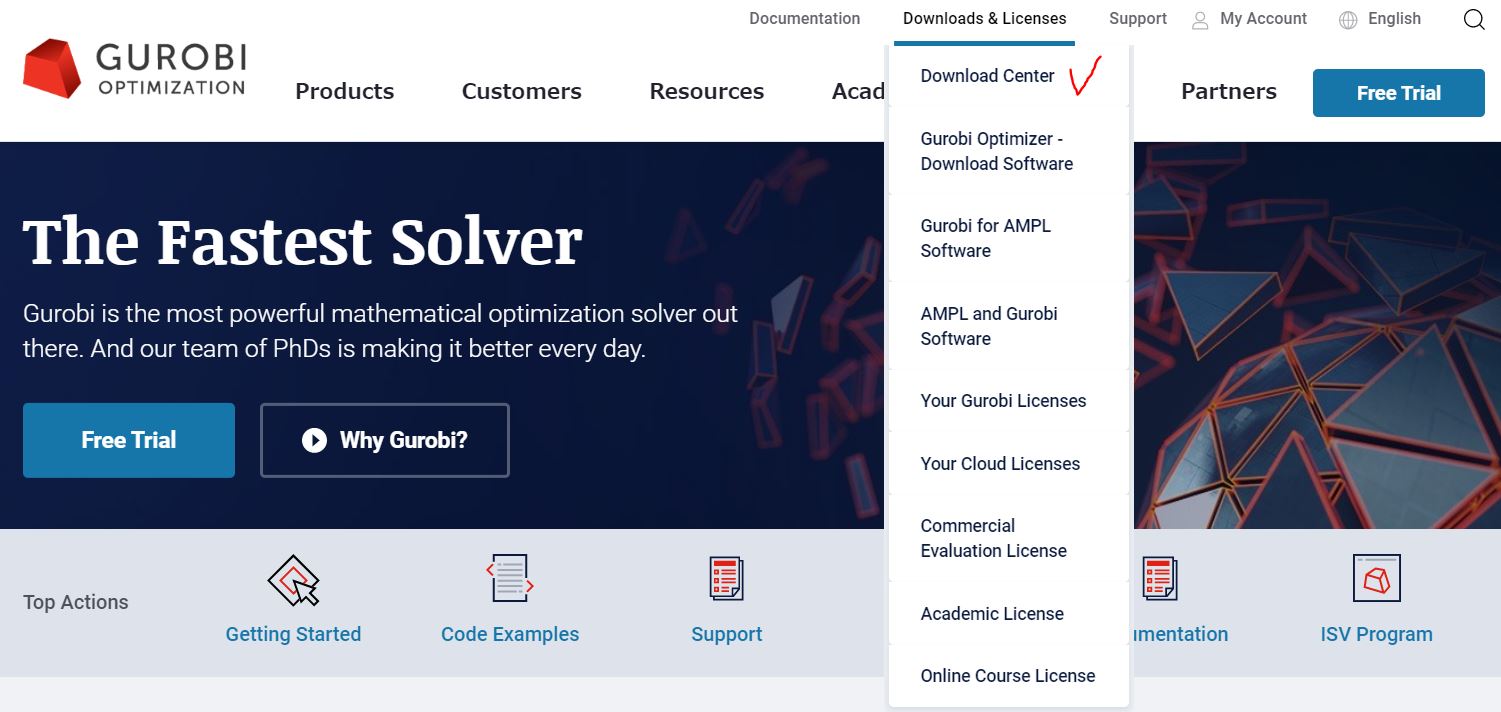 Documentation
Downloads & Licenses
Support
My Account
English
GUROBI
OPTIMIZATION
Products
Customers
Resources
Acad
Partners
Free Trial
Download Center
Gurobi Optimizer -
Download Software
Gurobi for AMPL
Software
AMPL and Gurobi
Software
Your Gurobi Licenses
Your Cloud Licenses
Commercial
Evaluation License
Academic License
Online Course License
The Fastest Solver
Gurobi is the most powerful mathematical optimization solver out
there. And our team of PhDs is making it better every day.
Free Trial
Why Gurobi?
Top Actions
Getting Started
Code Examples
Support
umentation
ISV Program